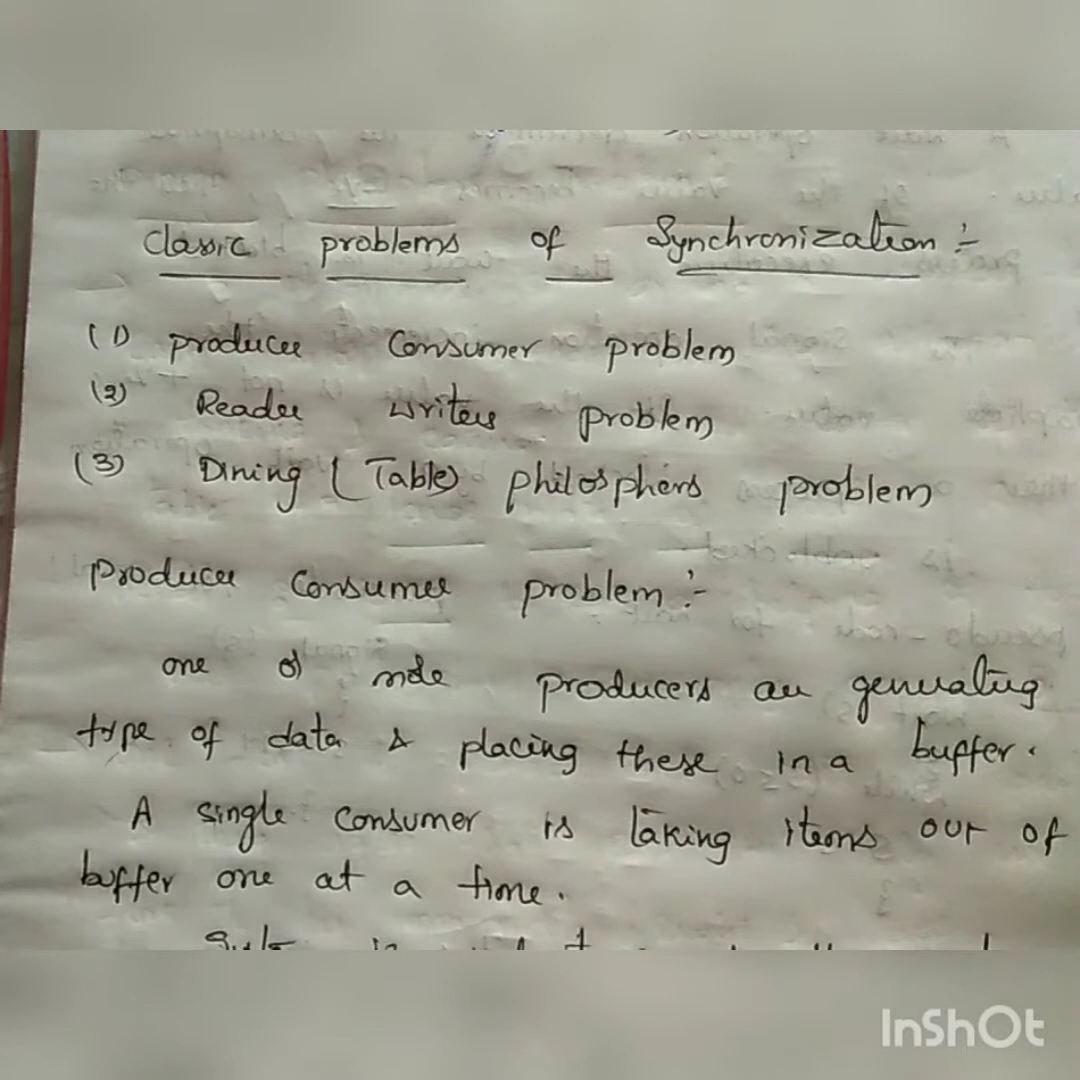 Classic problems of Synchronization :-
(1) producer Consumer problem
(2) Reader writers problem
(3) Dining (Table) philosphers problem
Producer Consumer problem :-
one or more producers are generating
type of data & placing these in a buffer.
A single consumer is taking items out of
buffer one at a time.
InShOt